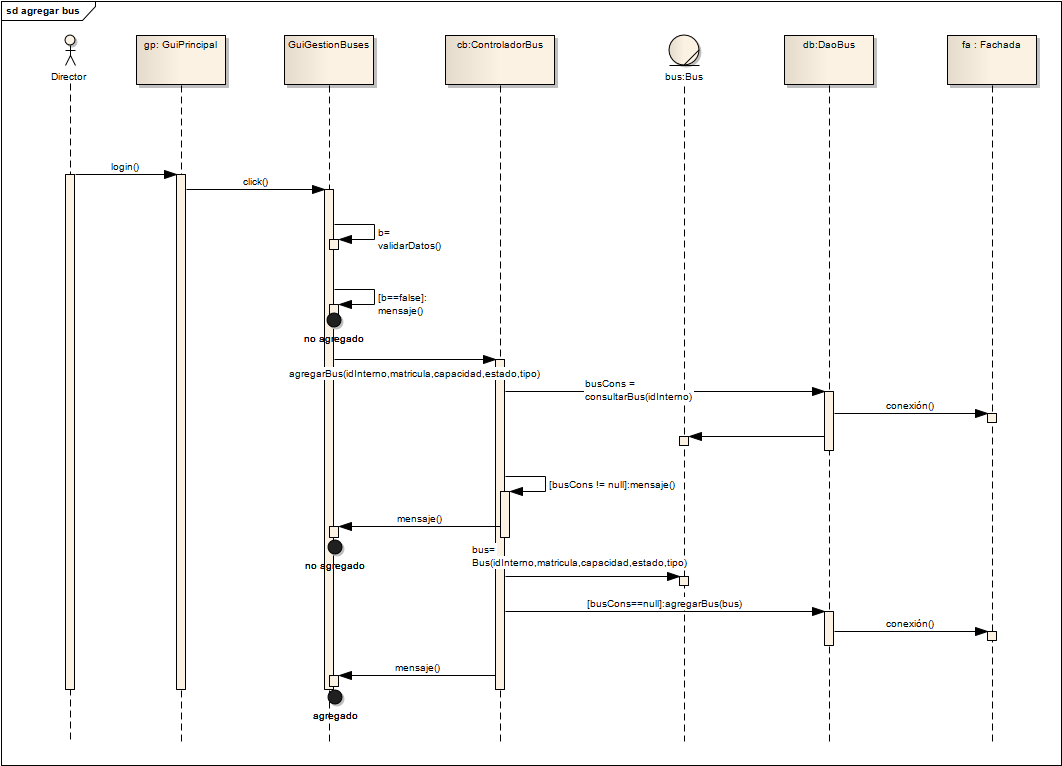 sd agregar bus
Director
gp: GuiPrincipal
GuiGestionBuses
cb:ControladorBus
bus:Bus
db:DaoBus
fa : Fachada
login()
click()
b=
validarDatos()
[b==false]:
mensaje()
no agregado
agregarBus(idInterno,matricula,capacidad,estado,tipo)
busCons =
consultarBus(idInterno)
conexión()
[busCons != null]:mensaje()
mensaje()
no agregado
bus=
Bus(idInterno,matricula,capacidad,estado,tipo)
[busCons==null]:agregarBus(bus)
conexión()
mensaje()
agregado